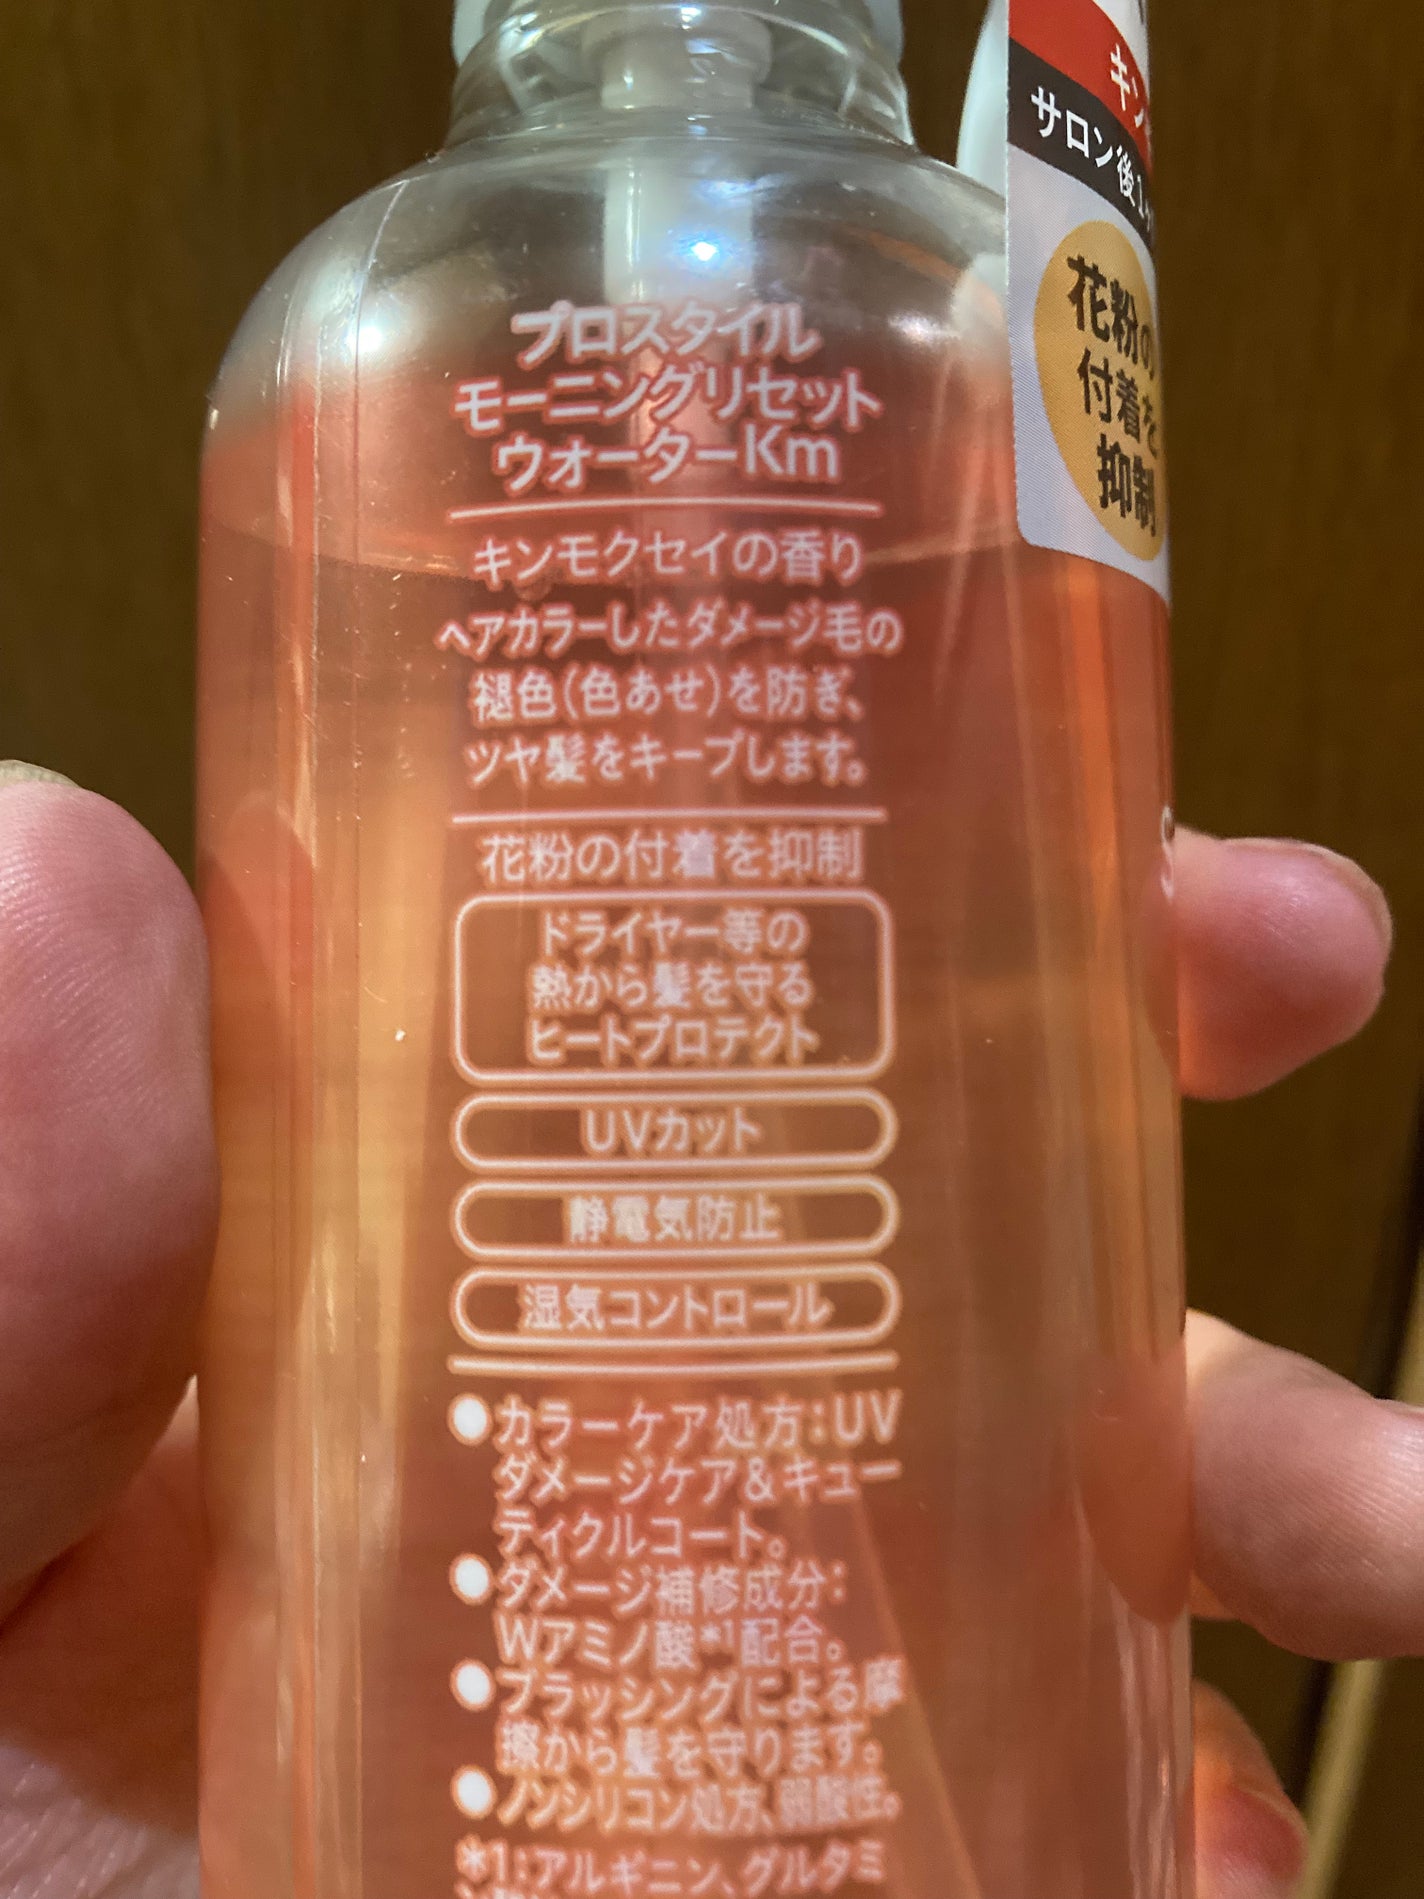 サロン後1
花粉の
付着を
抑制
プロスタイル
モーニングリセット
ウォーターKm
キンモクセイの香り
ヘアカラーしたダメージ毛の
褪色(色あせ)を防ぎ、
ツヤ髪をキープします。
花粉の付着を抑制
ドライヤー等の
熱から髪を守る
ヒートプロテクト
UVカット
静電気防止
湿気コントロール
●カラーケア処方:UV
ダメージケア&キュー
ティクルコート。
●ダメージ補修成分:
Wアミノ酸*1配合。
●ブラッシングによる摩
擦から髪を守ります。
●ノンシリコン処方、弱酸性。
*1:アルギニン、グルタミ